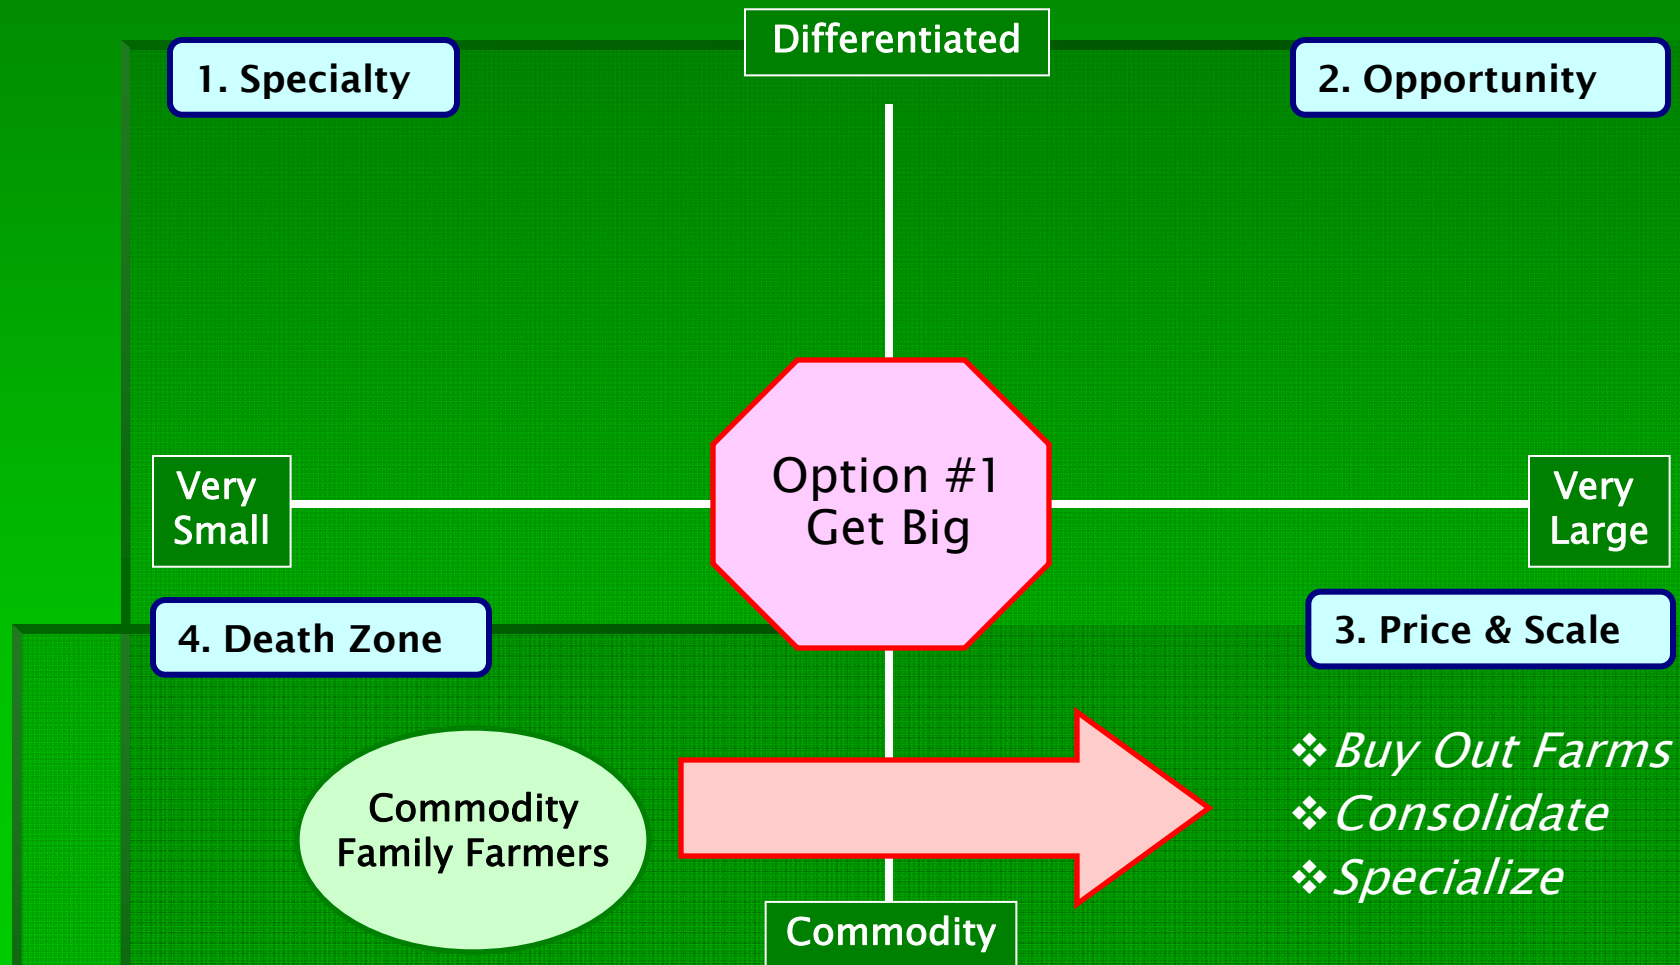 Differentiated
1. Specialty
2. Opportunity
Option #1
Get Big
Very
Small
Very
Large
4. Death Zone
3. Price & Scale
Commodity
Family Farmers
❖Buy Out Farms
❖Consolidate
❖Specialize
Commodity